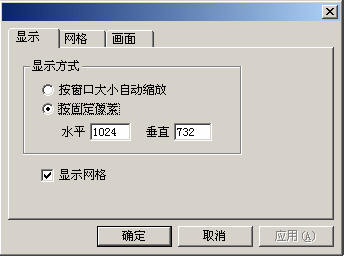 显示 网格 画面
显示方式
按窗口大小自动缩放
按固定像素
水平 1024 垂直 732
显示网格
确定 取消 应用(A)